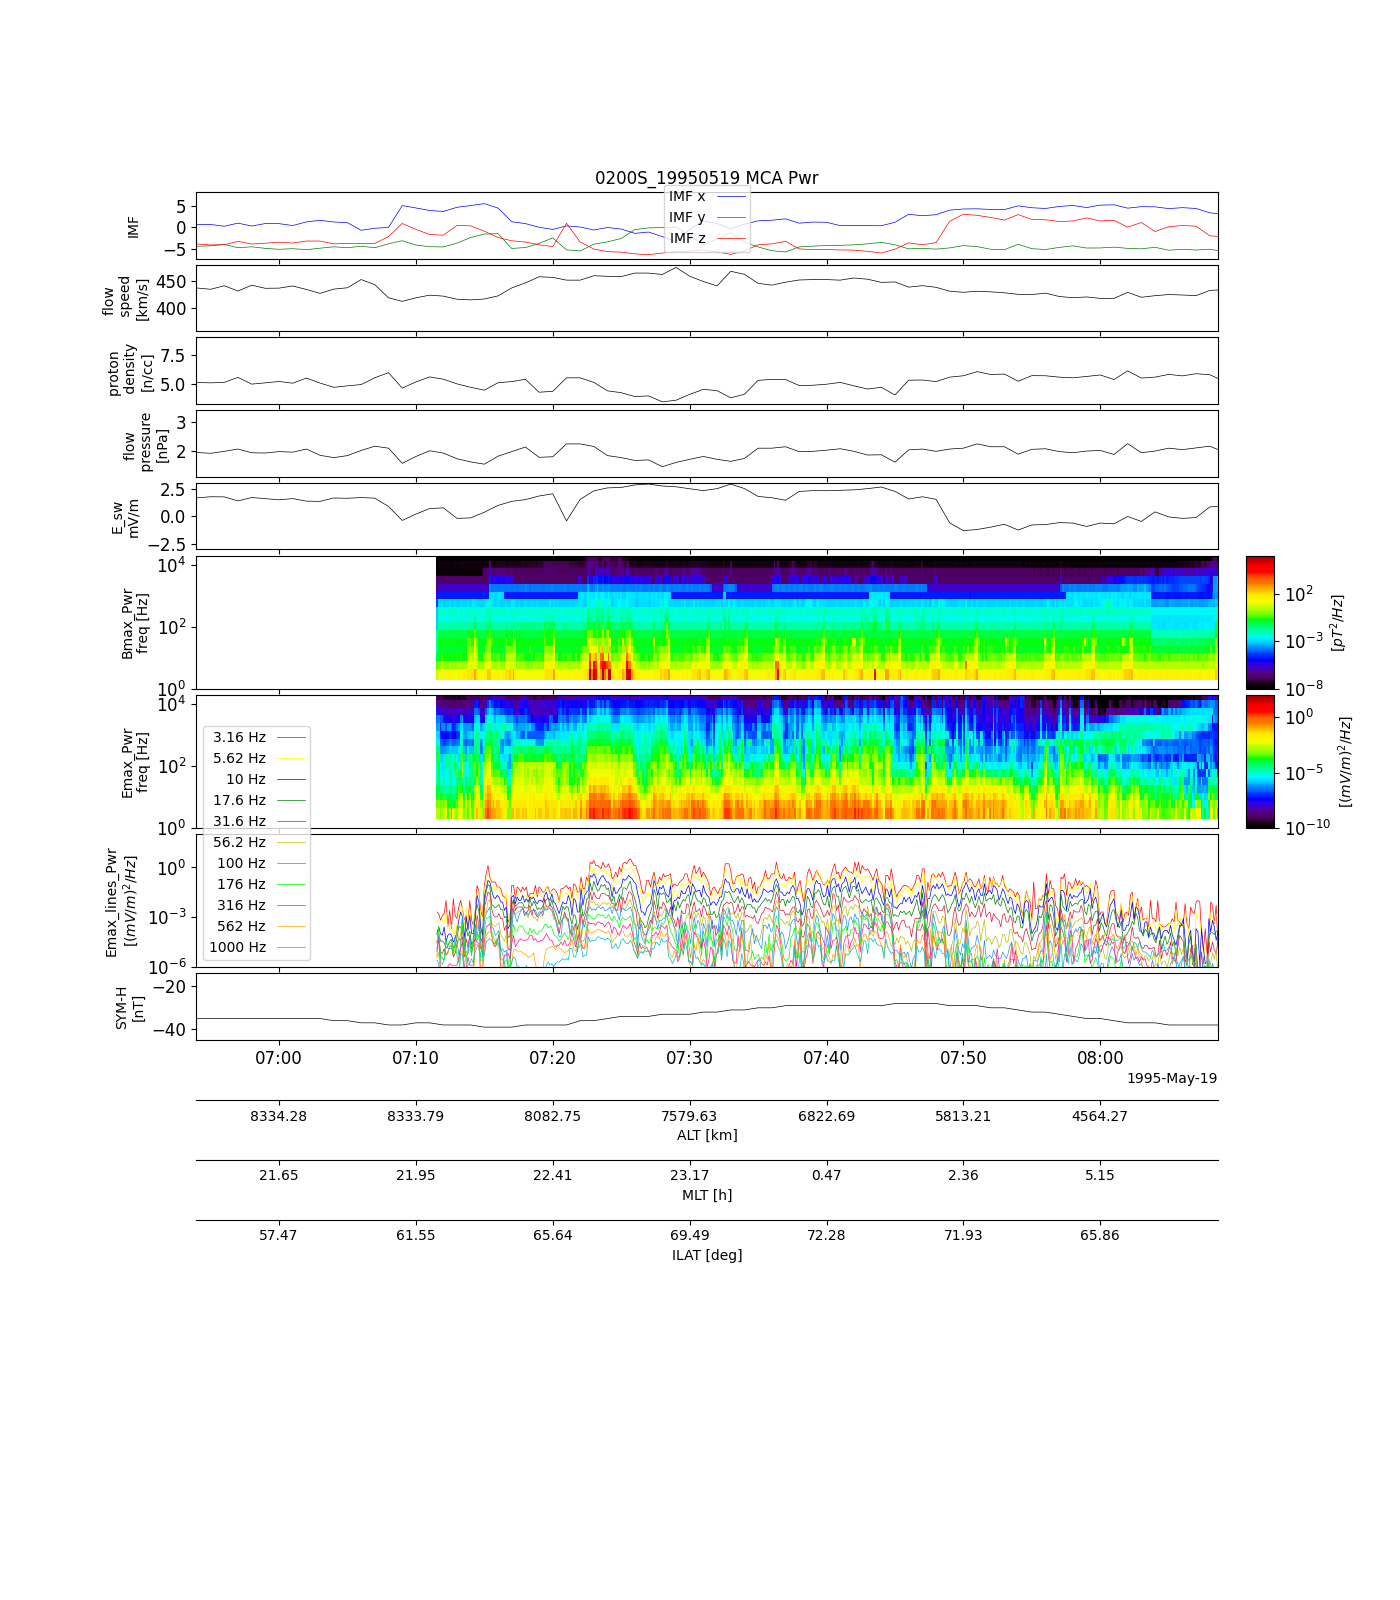 0200S_19950519 MCA Pwr
IMF
5
0
−5
IMF x
IMF y
IMF z
flow
speed
[km/s]
450
400
proton
density
[n/cc]
7.5
5.0
flow
pressure
[nPa]
3
2
E_sw
mV/m
2.5
0.0
−2.5
Bmax_Pwr
freq [Hz]
10^4
10^2
10^0
10^2
10^−3
10^−8
[pT^2/Hz]
Emax_Pwr
freq [Hz]
10^4
10^2
10^0
10^0
10^−5
10^−10
[(mV/m)^2/Hz]
3.16 Hz
5.62 Hz
10 Hz
17.6 Hz
31.6 Hz
56.2 Hz
100 Hz
176 Hz
316 Hz
562 Hz
1000 Hz
Emax_lines_Pwr
[(mV/m)^2/Hz]
10^0
10^−3
10^−6
SYM-H
[nT]
−20
−40
07:00 07:10 07:20 07:30 07:40 07:50 08:00
1995-May-19
8334.28 8333.79 8082.75 7579.63 6822.69 5813.21 4564.27
ALT [km]
21.65 21.95 22.41 23.17 0.47 2.36 5.15
MLT [h]
57.47 61.55 65.64 69.49 72.28 71.93 65.86
ILAT [deg]